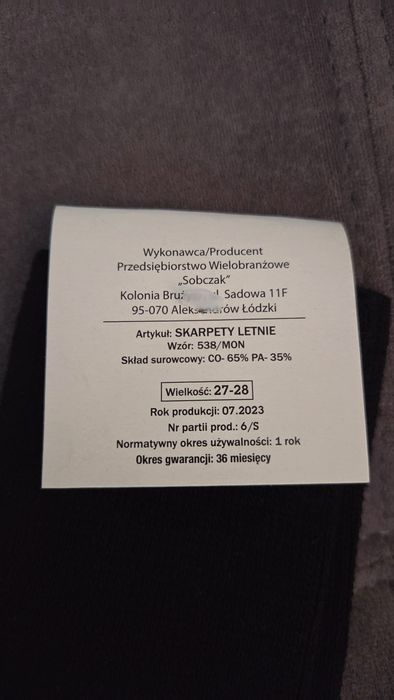 Wykonawca/Producent
Przedsiębiorstwo Wielobranżowe
„Sobczak”
Kolonia Sadowa 11F
95-070 Łódzki
Artykuł: SKARPETY LETNIE
Wzór: 538/MON
Skład surowcowy: CO- 65% PA- 35%
Wielkość: 27-28
Rok produkcji: 07.2023
Nr partii prod.: 6/S
Normatywny okres używalności: 1 rok
Okres gwarancji: 36 miesięcy